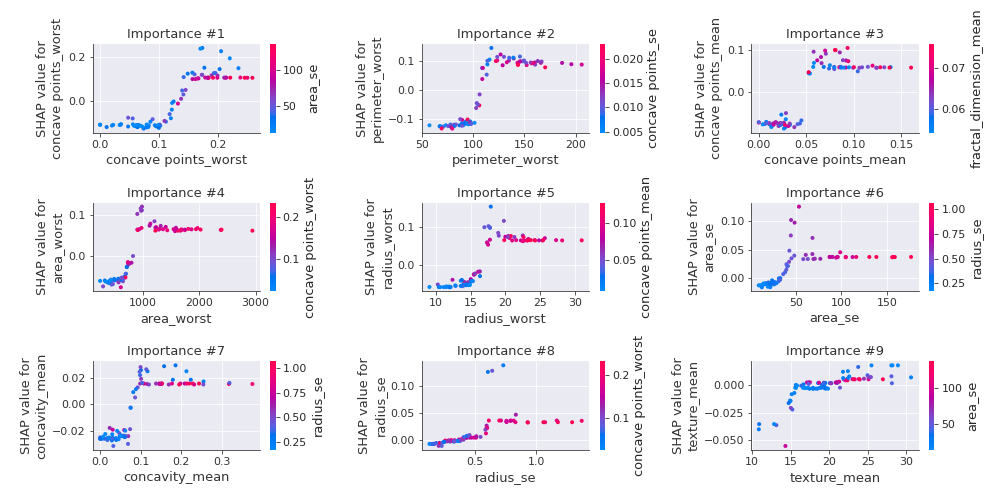 Importance #1
SHAP value for
concave points_worst
0.2
0.0
0.0
0.1
0.2
concave points_worst
100
50
area_se
Importance #2
SHAP value for
perimeter_worst
0.1
0.0
−0.1
50
100
150
200
perimeter_worst
0.020
0.015
0.010
0.005
concave points_se
Importance #3
SHAP value for
concave points_mean
0.1
0.0
0.00
0.05
0.10
0.15
concave points_mean
0.07
0.06
fractal_dimension_mean
Importance #4
SHAP value for
area_worst
0.1
0.0
1000
2000
3000
area_worst
0.2
0.1
concave points_worst
Importance #5
SHAP value for
radius_worst
0.1
0.0
10
15
20
25
30
radius_worst
0.10
0.05
concave points_mean
Importance #6
SHAP value for
area_se
0.10
0.05
0.00
50
100
150
area_se
1.00
0.75
0.50
0.25
radius_se
Importance #7
SHAP value for
concavity_mean
0.02
0.00
−0.02
0.0
0.1
0.2
0.3
concavity_mean
1.00
0.75
0.50
0.25
radius_se
Importance #8
SHAP value for
radius_se
0.10
0.05
0.00
0.5
1.0
radius_se
0.2
0.1
concave points_worst
Importance #9
SHAP value for
texture_mean
0.000
−0.025
−0.050
10
15
20
25
30
texture_mean
100
50
area_se